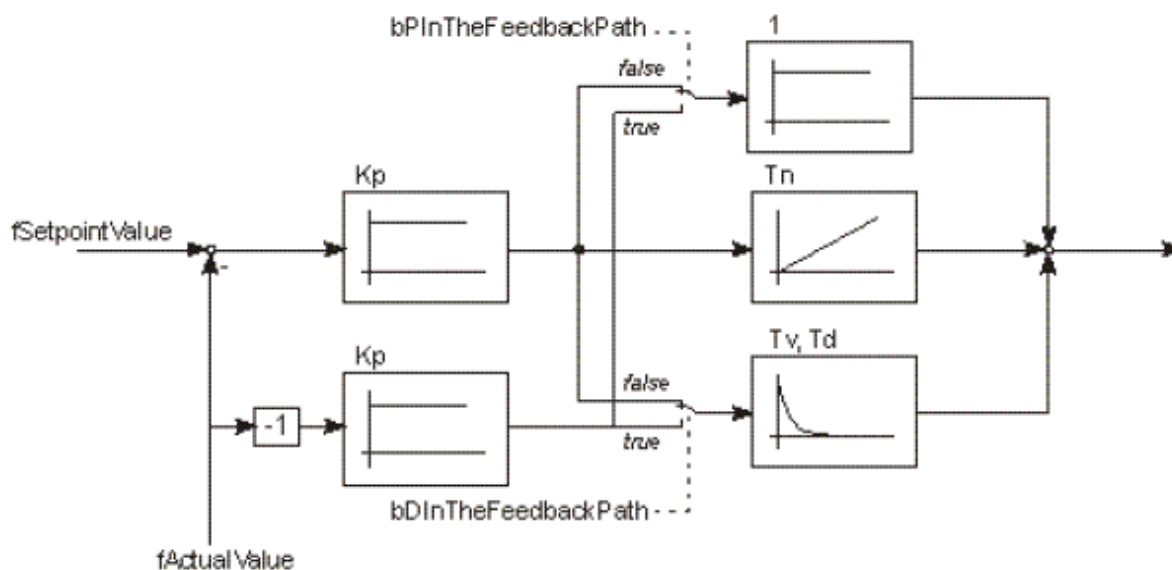 bPInTheFeedbackPath
1
false
true
Kp
Tn
fSetpointValue
-
Kp
Tv, Td
false
-1
true
bDInTheFeedbackPath
fActualValue